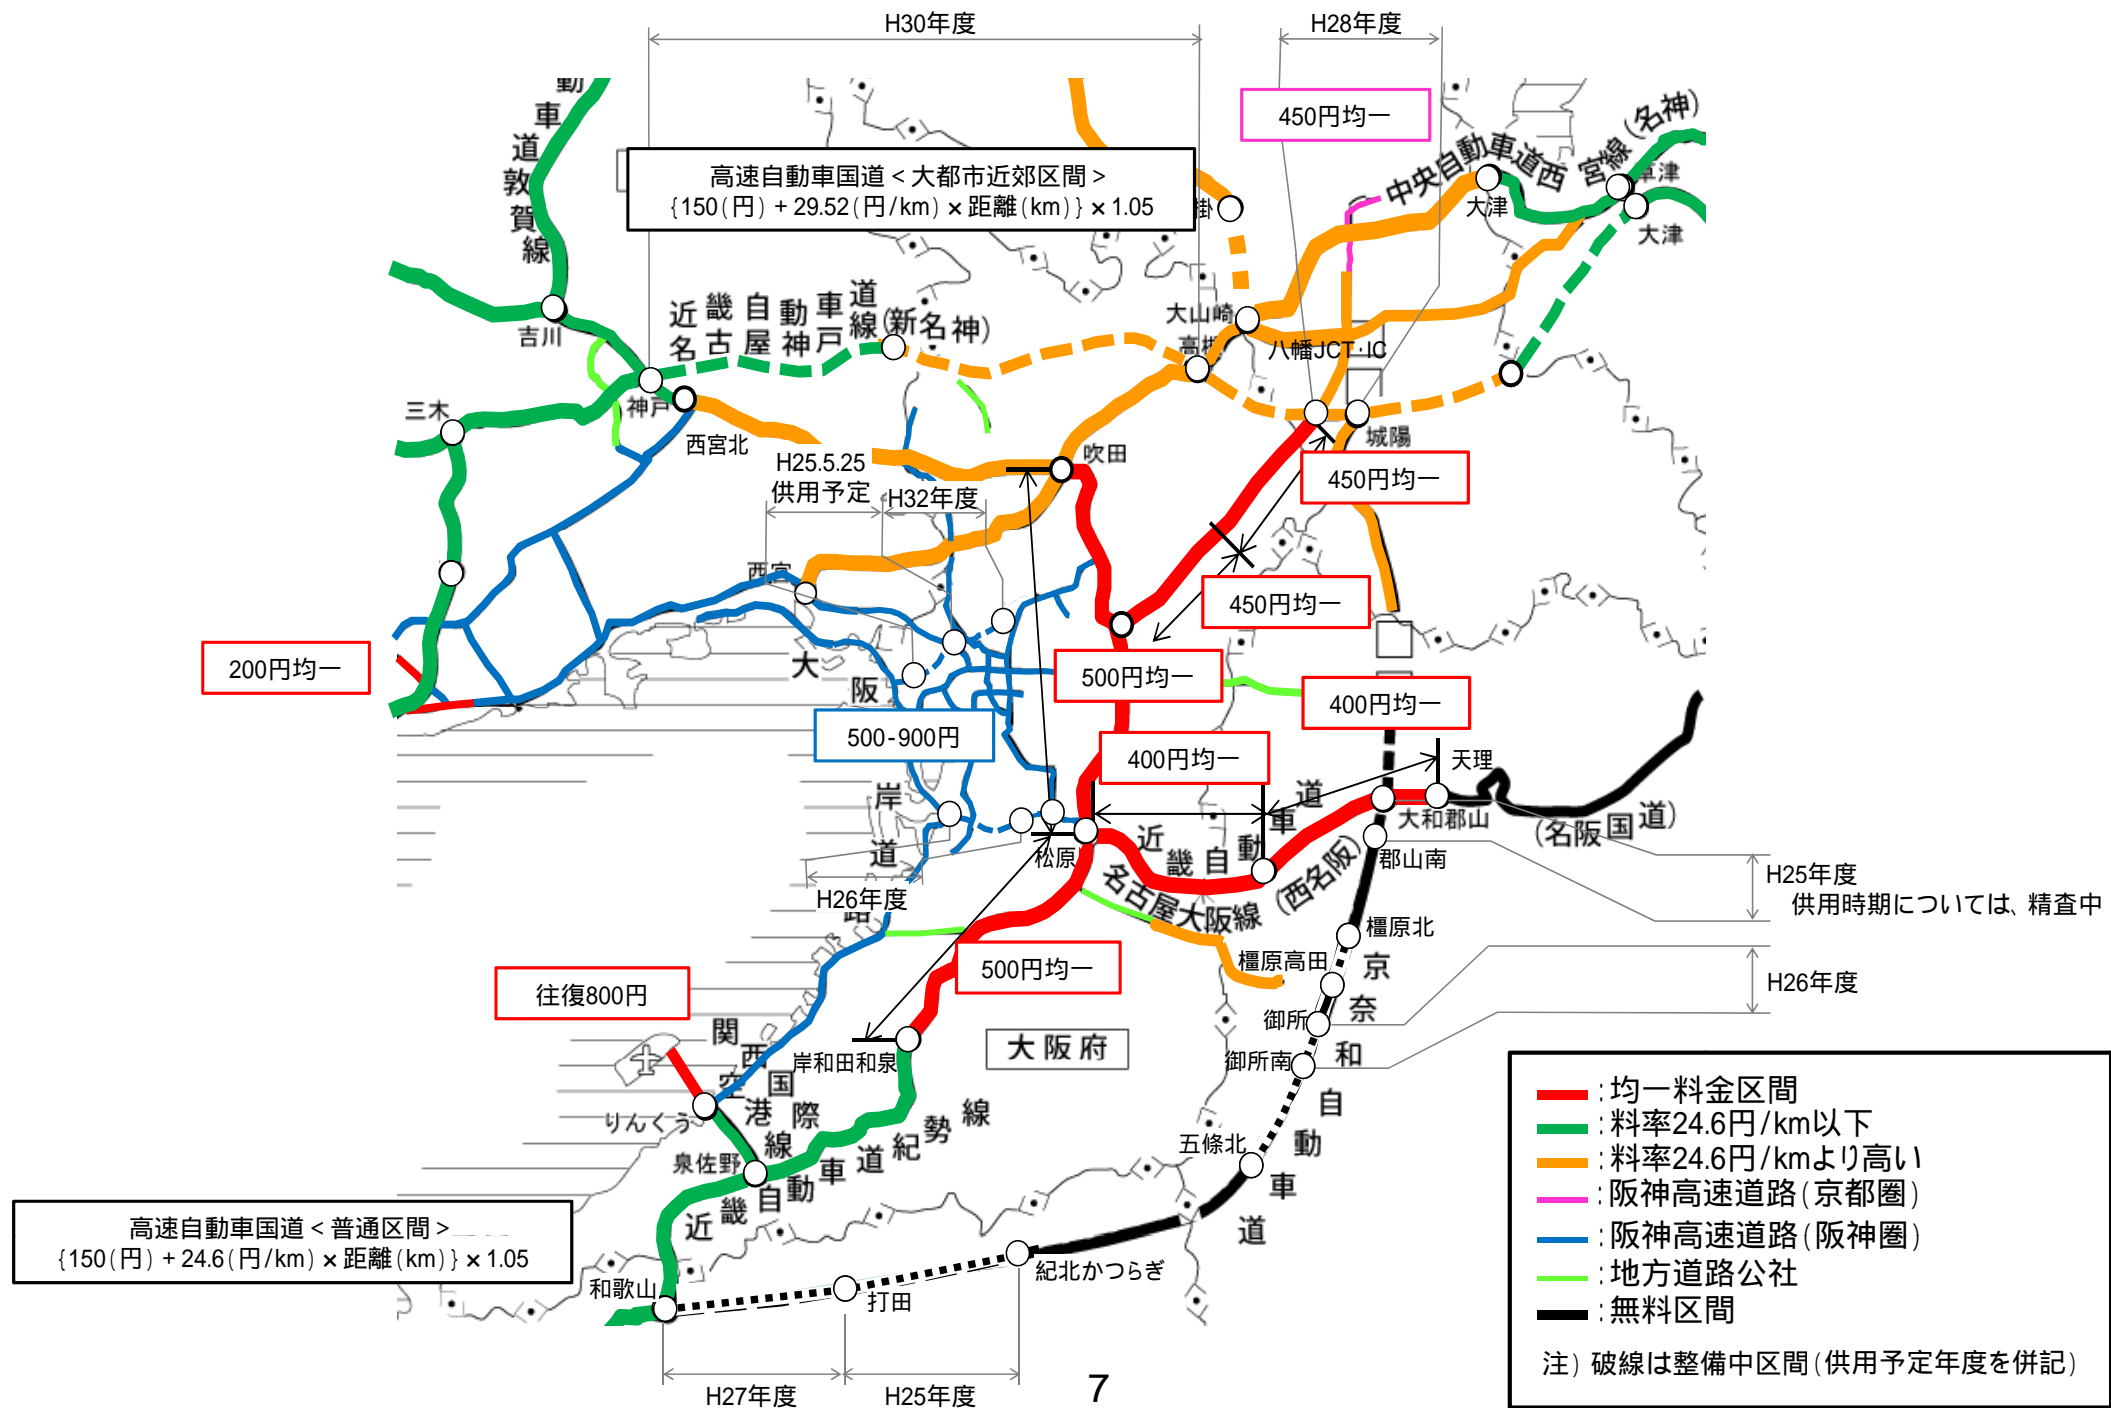 H30年度
H28年度
450円均一
動車道敦賀線
高速自動車国道<大都市近郊区間>
{150(円)+29.52(円/km)×距離(km)}×1.05
掛
中央自動車道西宮線(名神)
大津
草津
大津
吉川
近畿自動車道
名古屋神戸線(新名神)
大山崎
高槻
八幡JCT・IC
三木
神戸
西宮北
吹田
城陽
H25.5.25
供用予定
H32年度
450円均一
西宮
450円均一
200円均一
大阪
500円均一
400円均一
500-900円
400円均一
天理
岸
道
路
松原
近畿自動車道
名古屋大阪線(西名阪)
大和郡山
(名阪国道)
郡山南
H25年度
供用時期については、精査中
H26年度
橿原北
橿原高田
500円均一
往復800円
京奈和自動車道
御所
H26年度
御所南
大阪府
岸和田和泉
関西国際
空港線
りんくう
泉佐野
近畿自動車道紀勢線
五條北
高速自動車国道<普通区間>
{150(円)+24.6(円/km)×距離(km)}×1.05
和歌山
打田
紀北かつらぎ
H27年度
H25年度
7
:均一料金区間
:料率24.6円/km以下
:料率24.6円/kmより高い
:阪神高速道路(京都圏)
:阪神高速道路(阪神圏)
:地方道路公社
:無料区間
注)破線は整備中区間(供用予定年度を併記)